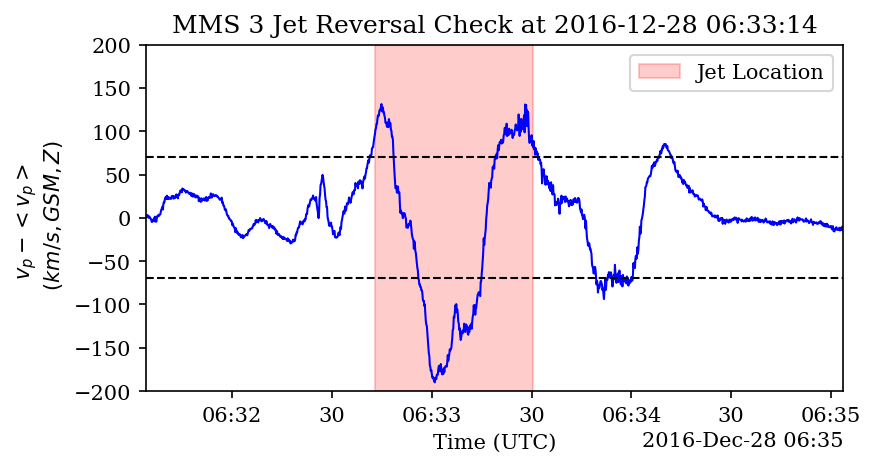 MMS 3 Jet Reversal Check at 2016-12-28 06:33:14
Jet Location
v_p − < v_p >
(km/s, GSM, Z)
200
150
100
50
0
−50
−100
−150
−200
06:32
30
06:33
30
06:34
30
06:35
Time (UTC)
2016-Dec-28 06:35